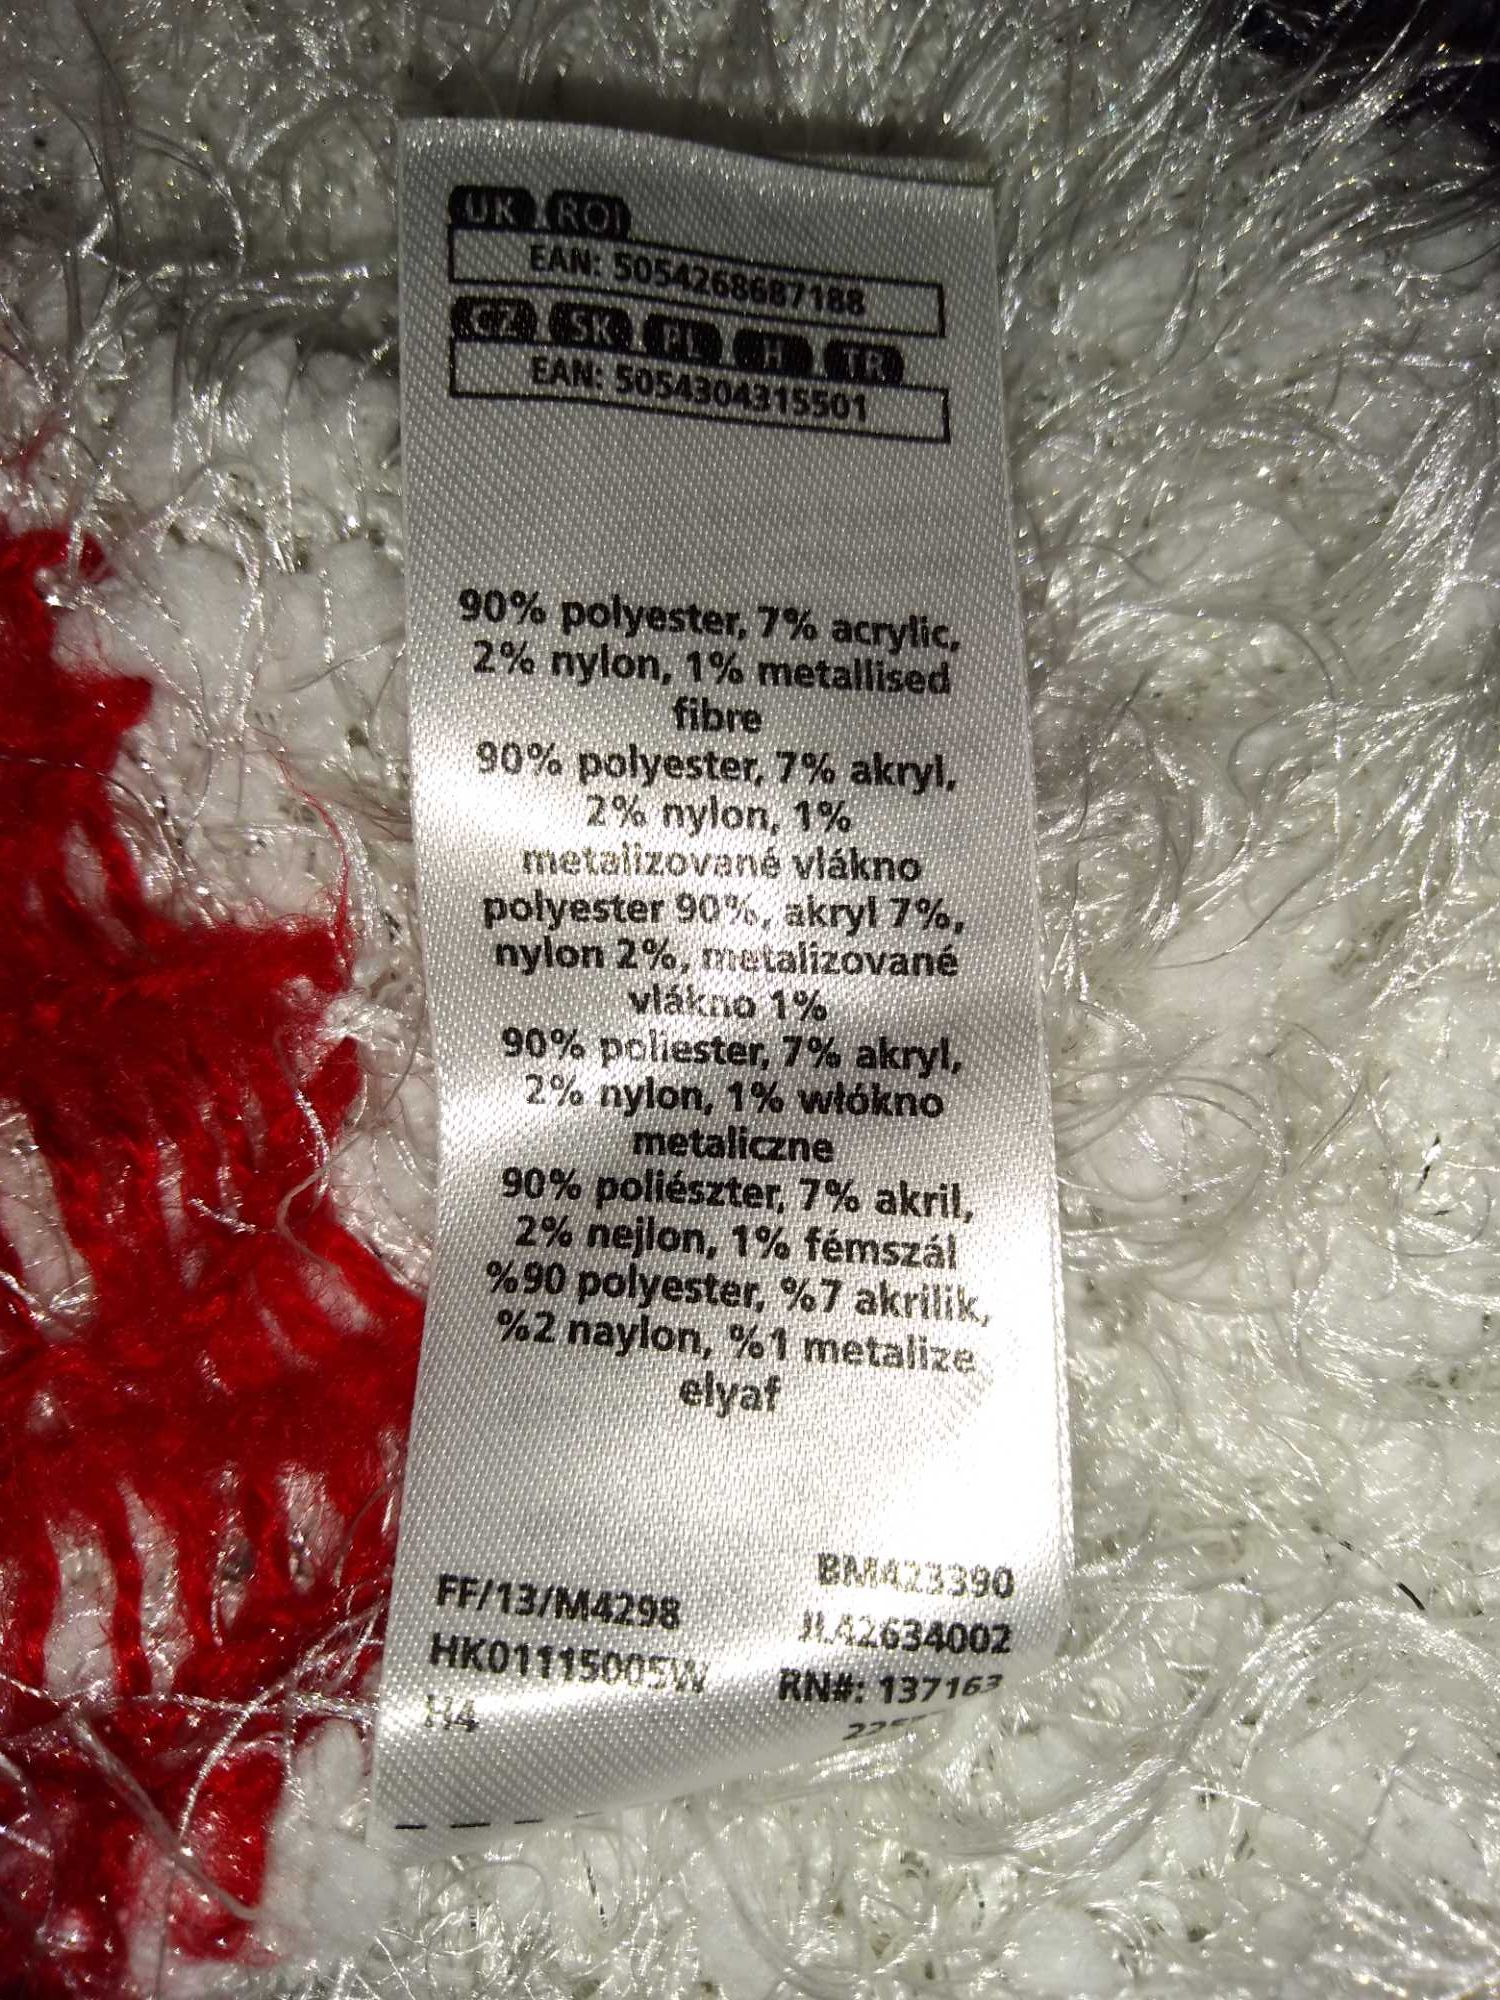 UK RO
EAN: 5054268687188
CZ SK PL H TR
EAN: 5054304315501
90% polyester, 7% acrylic,
2% nylon, 1% metallised
fibre
90% polyester, 7% akryl,
2% nylon, 1%
metalizované vlákno
polyester 90%, akryl 7%,
nylon 2%, metalizované
vlákno 1%
90% poliester, 7% akryl,
2% nylon, 1% włókno
metaliczne
90% poliészter, 7% akril,
2% nejlon, 1% fémszál
%90 polyester, %7 akrilik,
%2 naylon, %1 metalize
elyaf
BM423390
FF/13/M4298
JL42634002
HK01115005W
RN#: 137163
H4